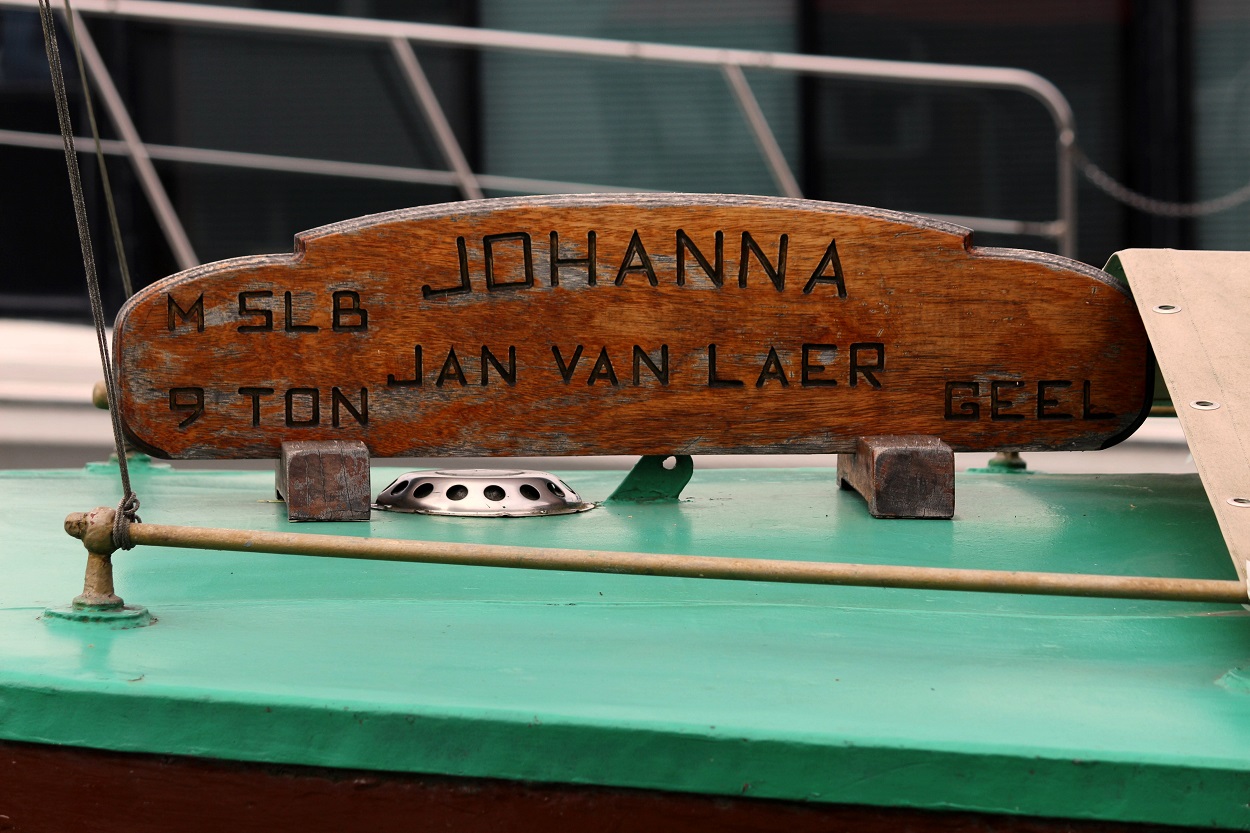 JOHANNA
M SLB
JAN VAN LAER
9 TON
GEEL